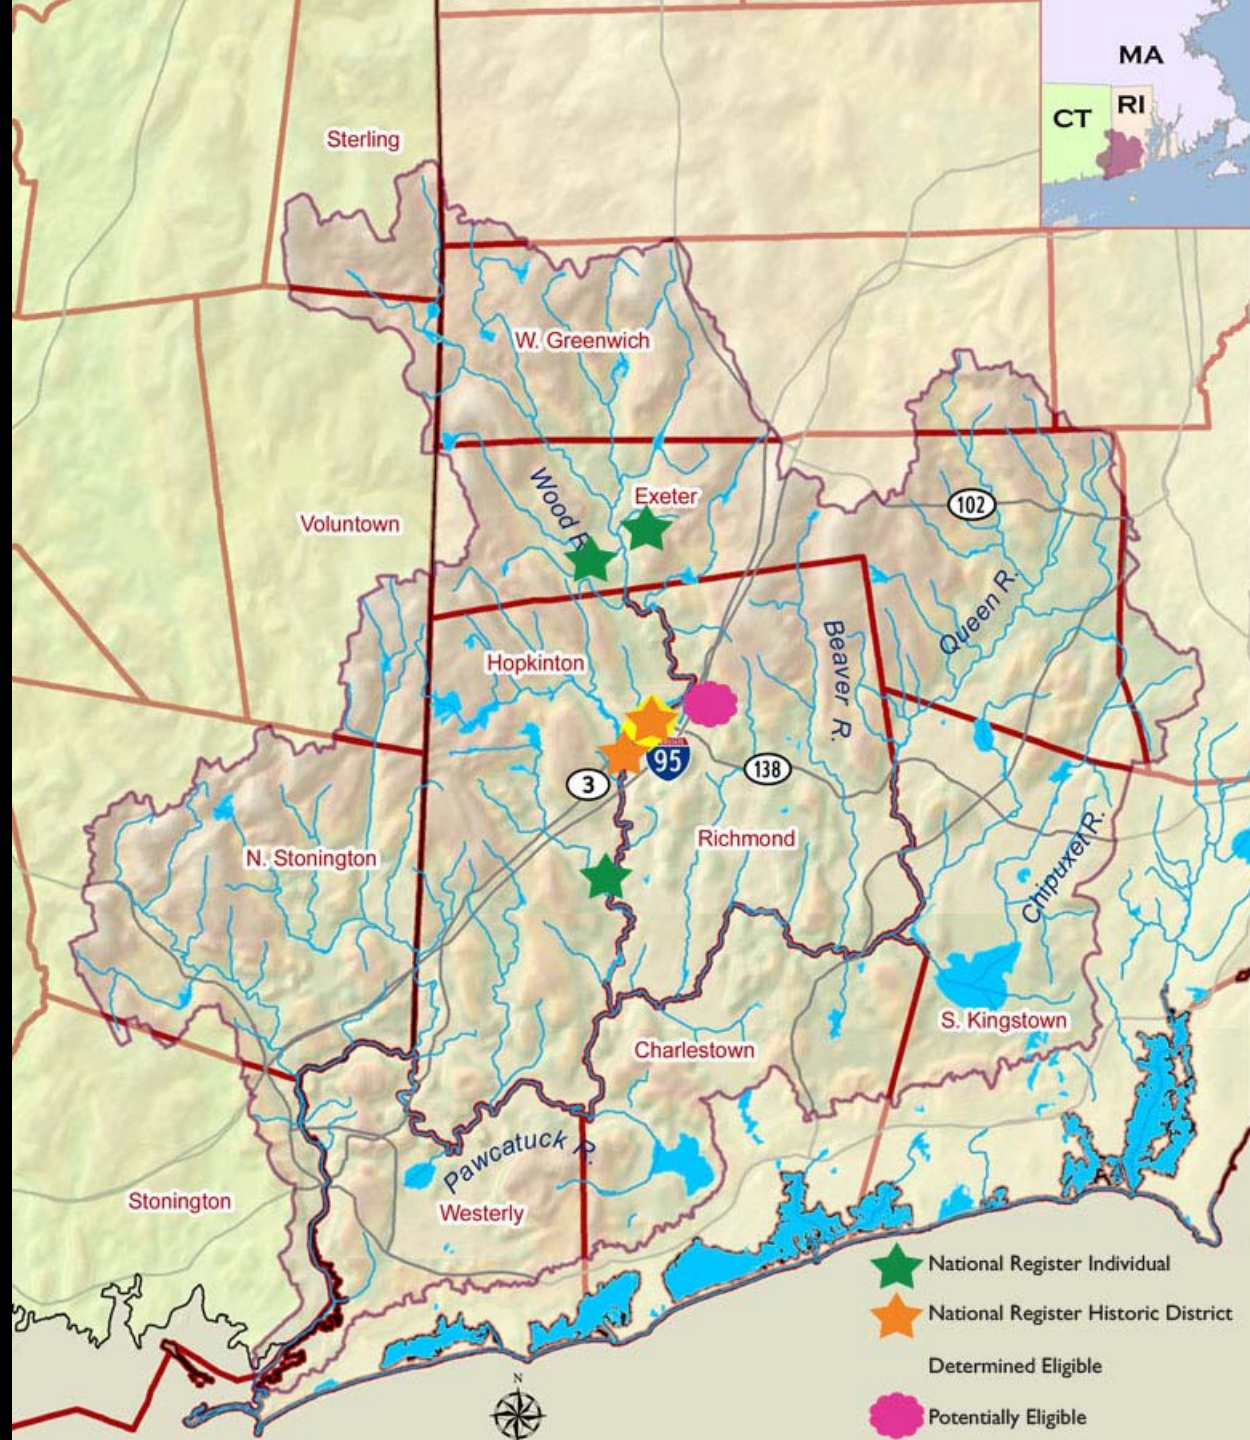 MA
RI
CT
Sterling
W. Greenwich
Wood R.
Exeter
102
Voluntown
Queen R.
Beaver R.
Hopkinton
95
3
138
Richmond
N. Stonington
Chipuxet R.
S. Kingstown
Charlestown
Pawcatuck R.
Stonington
Westerly
National Register Individual
National Register Historic District
Determined Eligible
Potentially Eligible
N